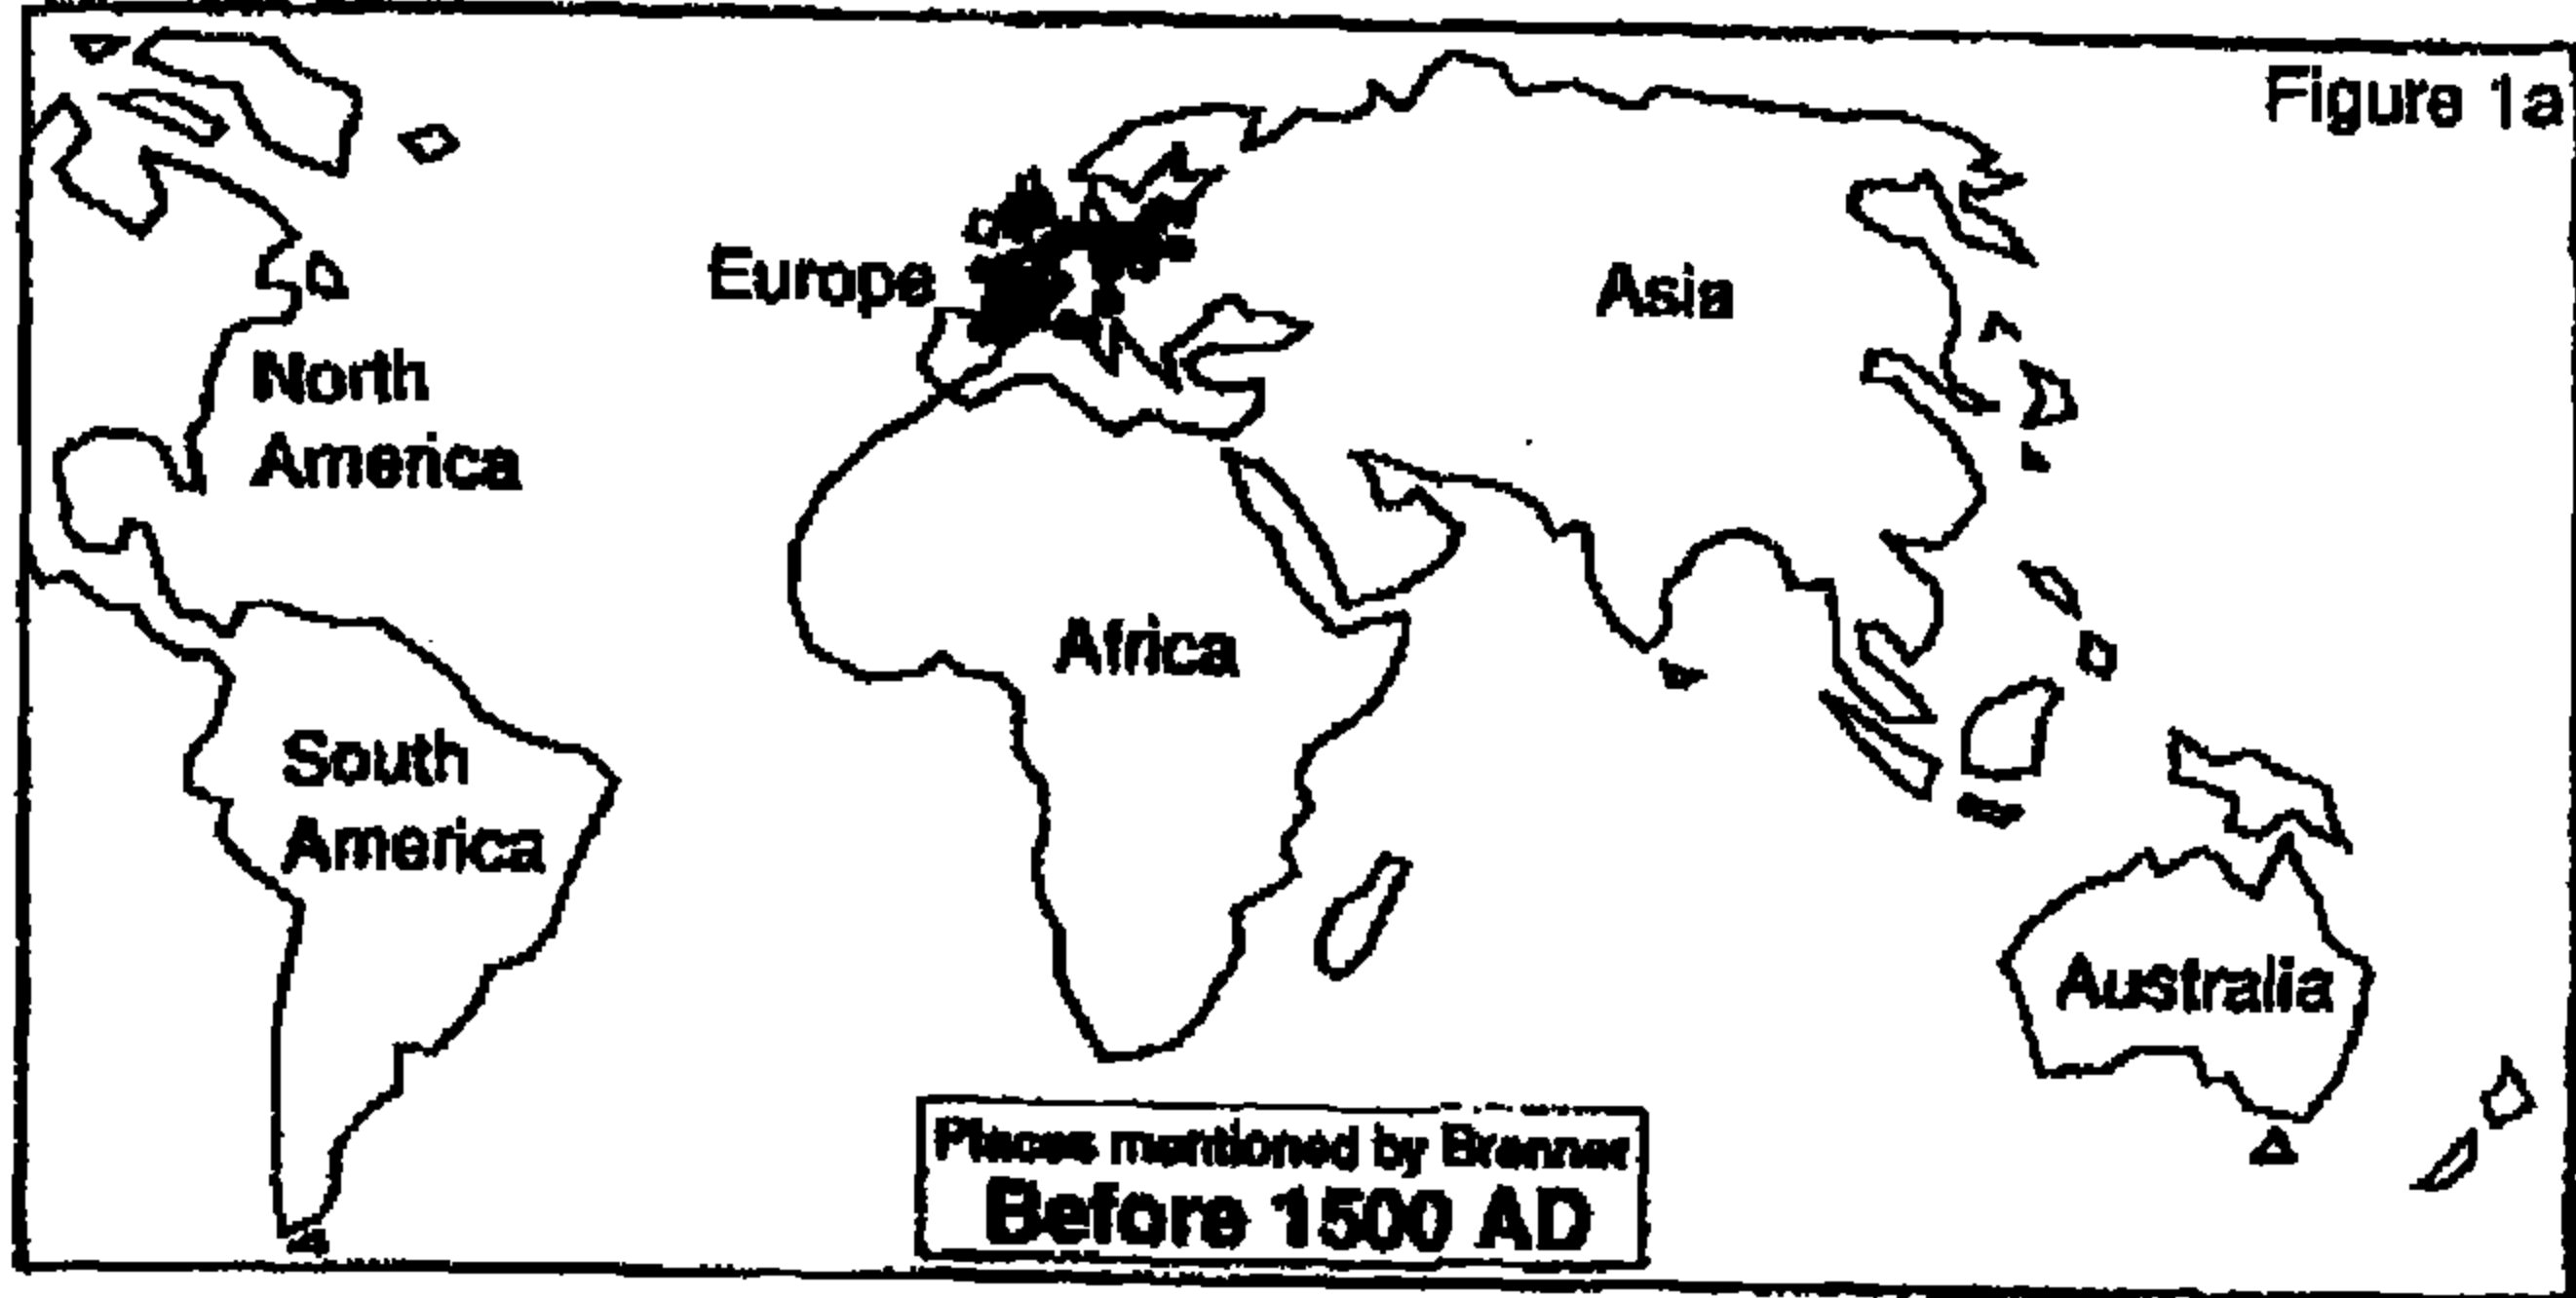 Figure 1a
Europe
Asia
North
America
Africa
South
America
Australia
Places mentioned by Brenner
Before 1500 AD